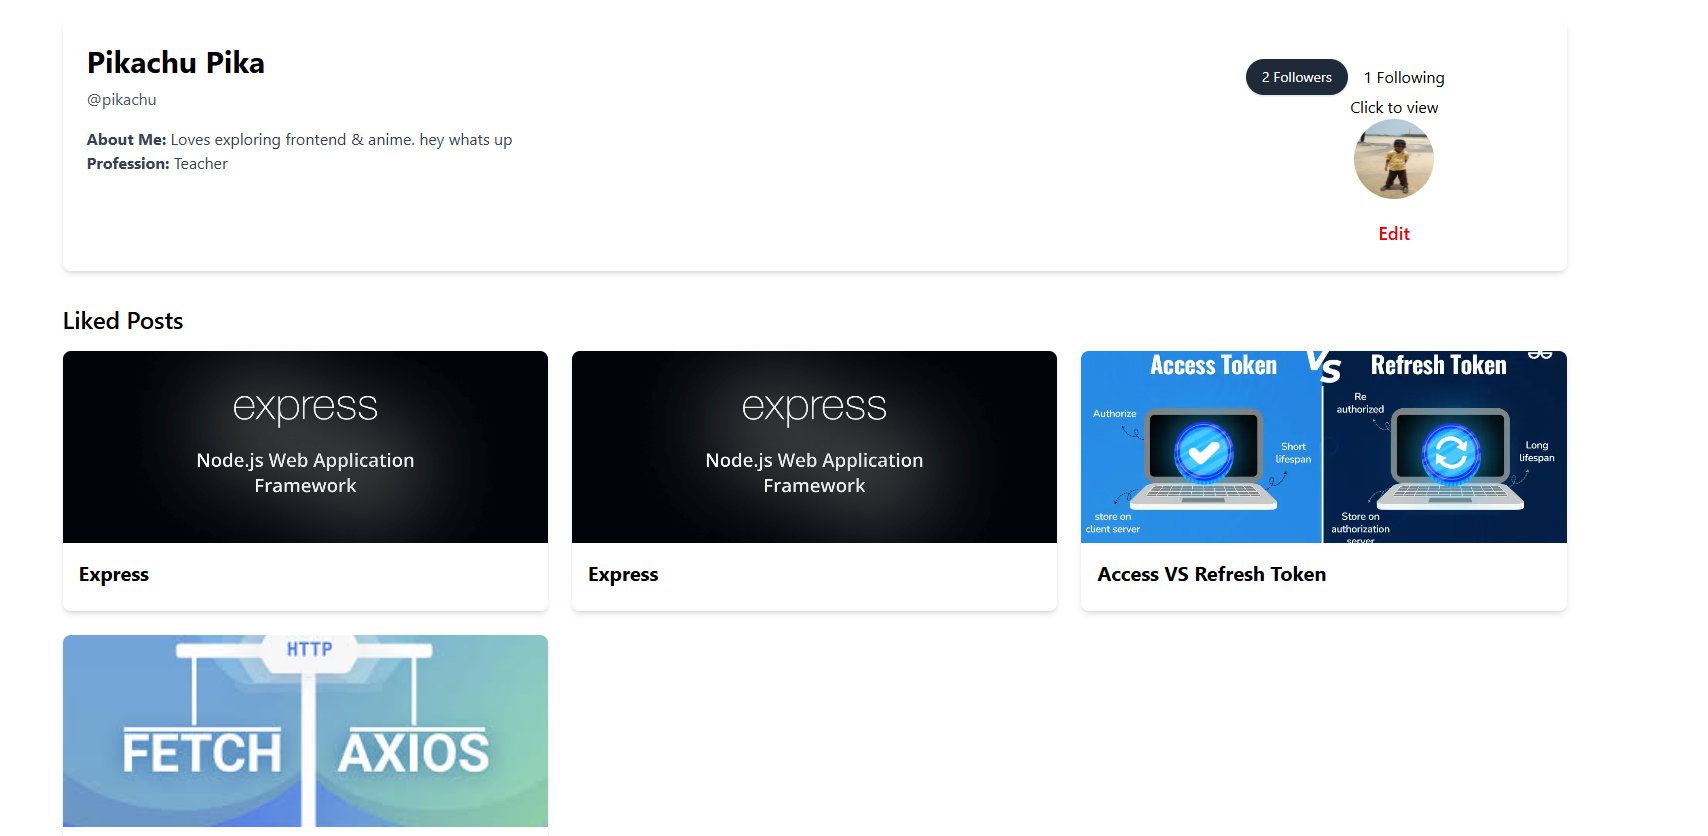 Pikachu Pika
@pikachu
About Me: Loves exploring frontend & anime. hey whats up
Profession: Teacher
2 Followers
1 Following
Click to view
Edit
Liked Posts
express
Node.js Web Application
Framework
Express
express
Node.js Web Application
Framework
Express
Access Token
VS
Refresh Token
Authorize
Short
lifespan
store on
client server
Re
authorized
Long
lifespan
Store on
authorization
server
Access VS Refresh Token
HTTP
FETCH
AXIOS